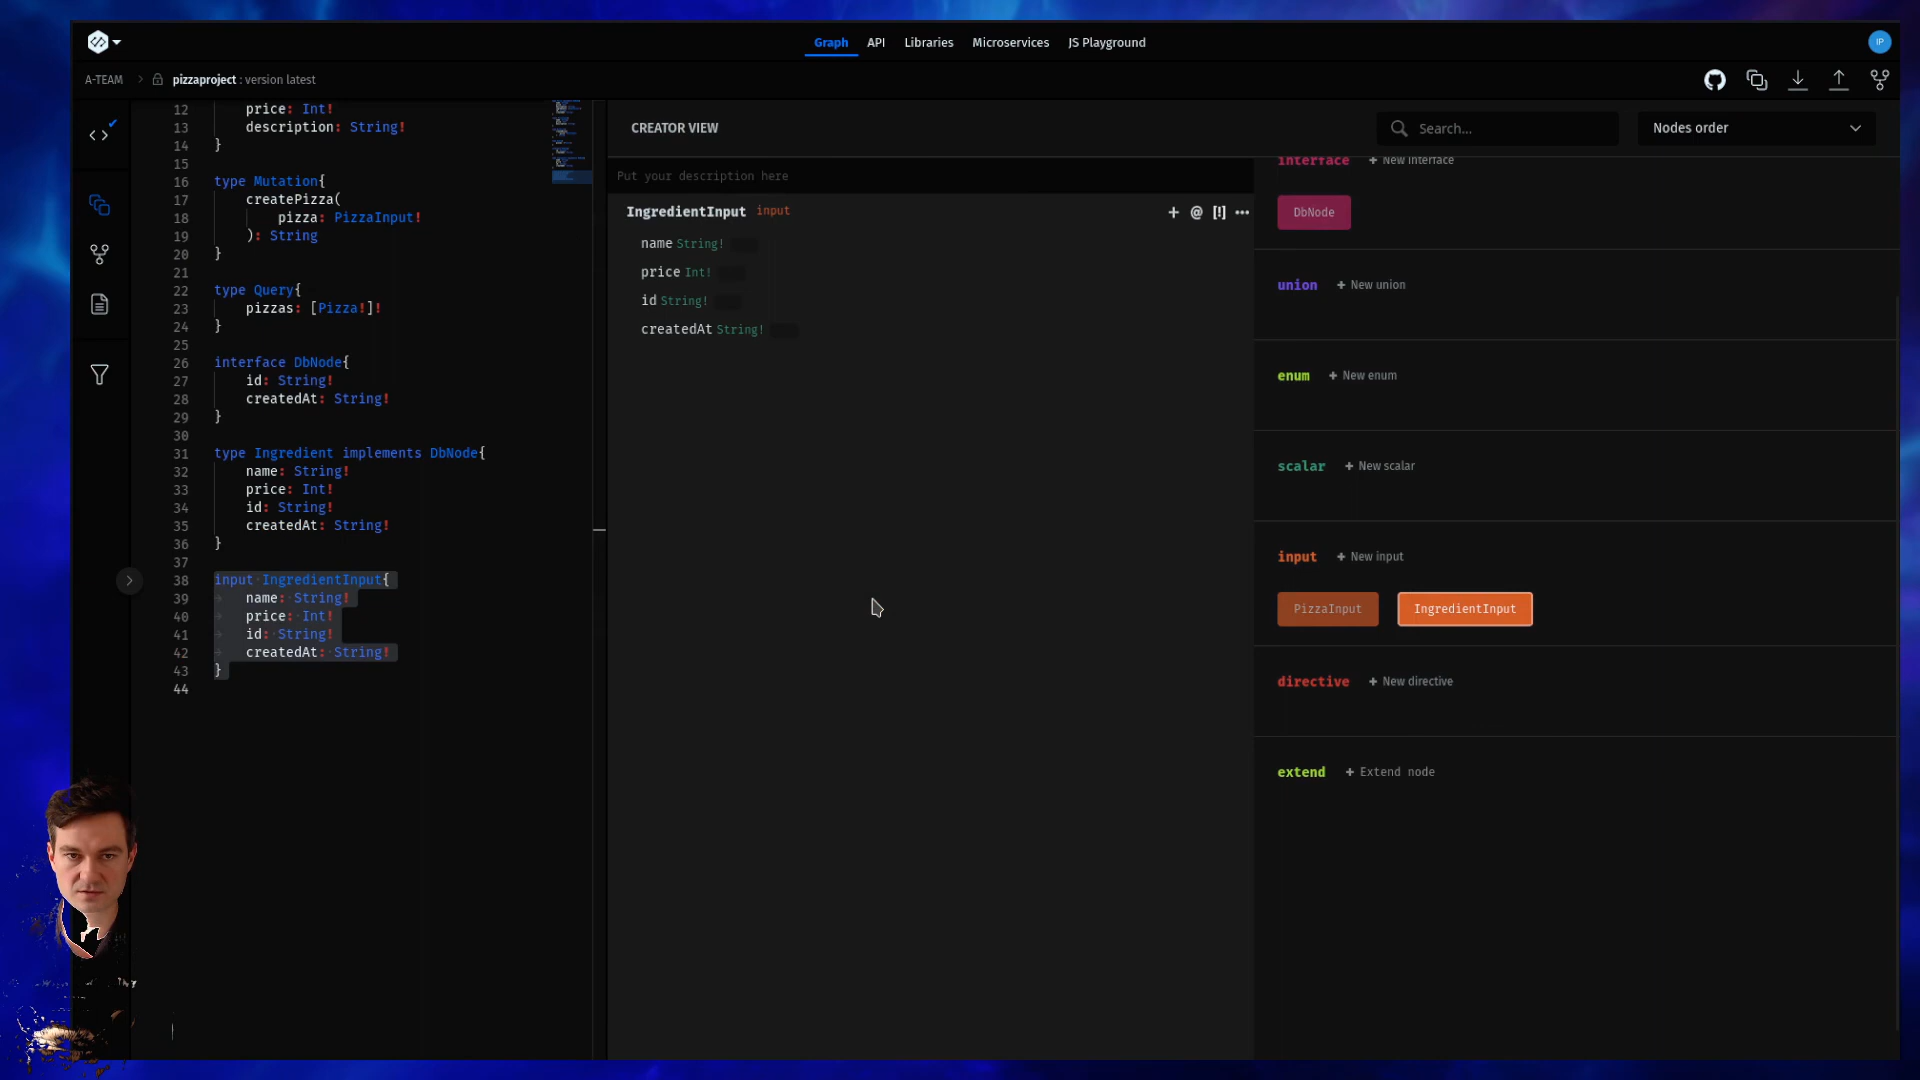 Graph API Libraries Microservices JS Playground
IP
A-TEAM > pizzaproject : version latest
12 price: Int!
13 description: String!
14 }
15
16 type Mutation{
17 createPizza(
18 pizza: PizzaInput!
19 ): String
20 }
21
22 type Query{
23 pizzas: [Pizza!]!
24 }
25
26 interface DbNode{
27 id: String!
28 createdAt: String!
29 }
30
31 type Ingredient implements DbNode{
32 name: String!
33 price: Int!
34 id: String!
35 createdAt: String!
36 }
37
38 input IngredientInput{
39 name: String!
40 price: Int!
41 id: String!
42 createdAt: String!
43 }
44
CREATOR VIEW
Search...
Nodes order
Put your description here
IngredientInput input + @ [!] •••
name String!
price Int!
id String!
createdAt String!
interface + New interface
DbNode
union + New union
enum + New enum
scalar + New scalar
input + New input
PizzaInput IngredientInput
directive + New directive
extend + Extend node